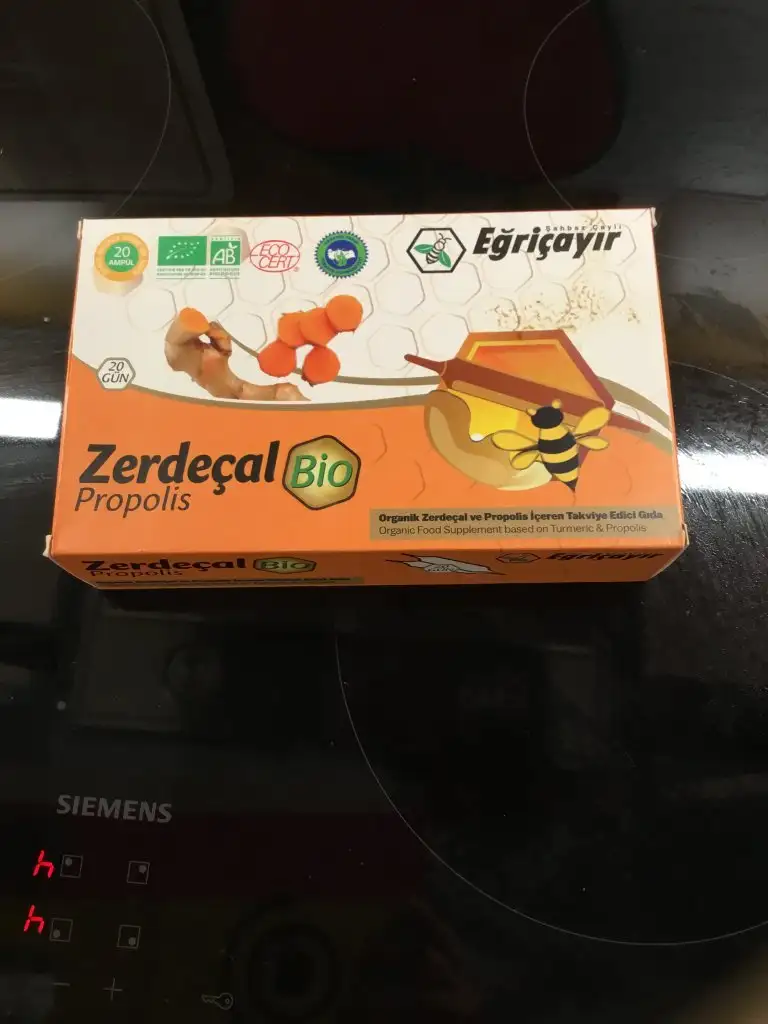 20
AMPUL
AB
ECO
CERT
®
Şahbaz Çaylı
Eğriçayır
20
GÜN
Zerdeçal Bio
Propolis
Organik Zerdeçal ve Propolis İçeren Takviye Edici Gıda
Organic Food Supplement based on Turmeric & Propolis
Zerdeçal Bio
Propolis
Eğriçayır
SIEMENS
h
h
− +